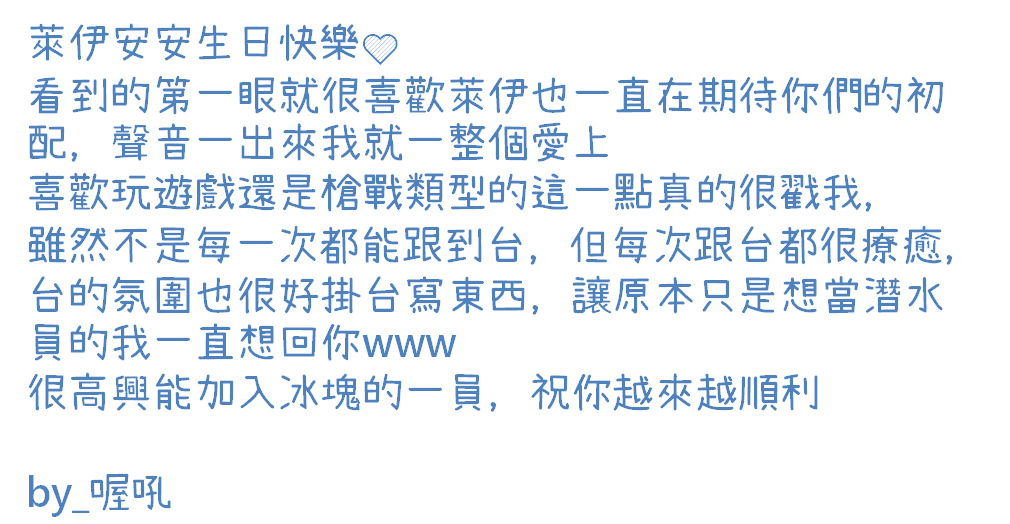 萊伊安安生日快樂♡
看到的第一眼就很喜歡萊伊也一直在期待你們的初
配，聲音一出來我就一整個愛上
喜歡玩遊戲還是槍戰類型的這一點真的很戳我，
雖然不是每一次都能跟到台，但每次跟台都很療癒，
台的氛圍也很好掛台寫東西，讓原本只是想當潛水
員的我一直想回你www
很高興能加入冰塊的一員，祝你越來越順利
by_喔吼